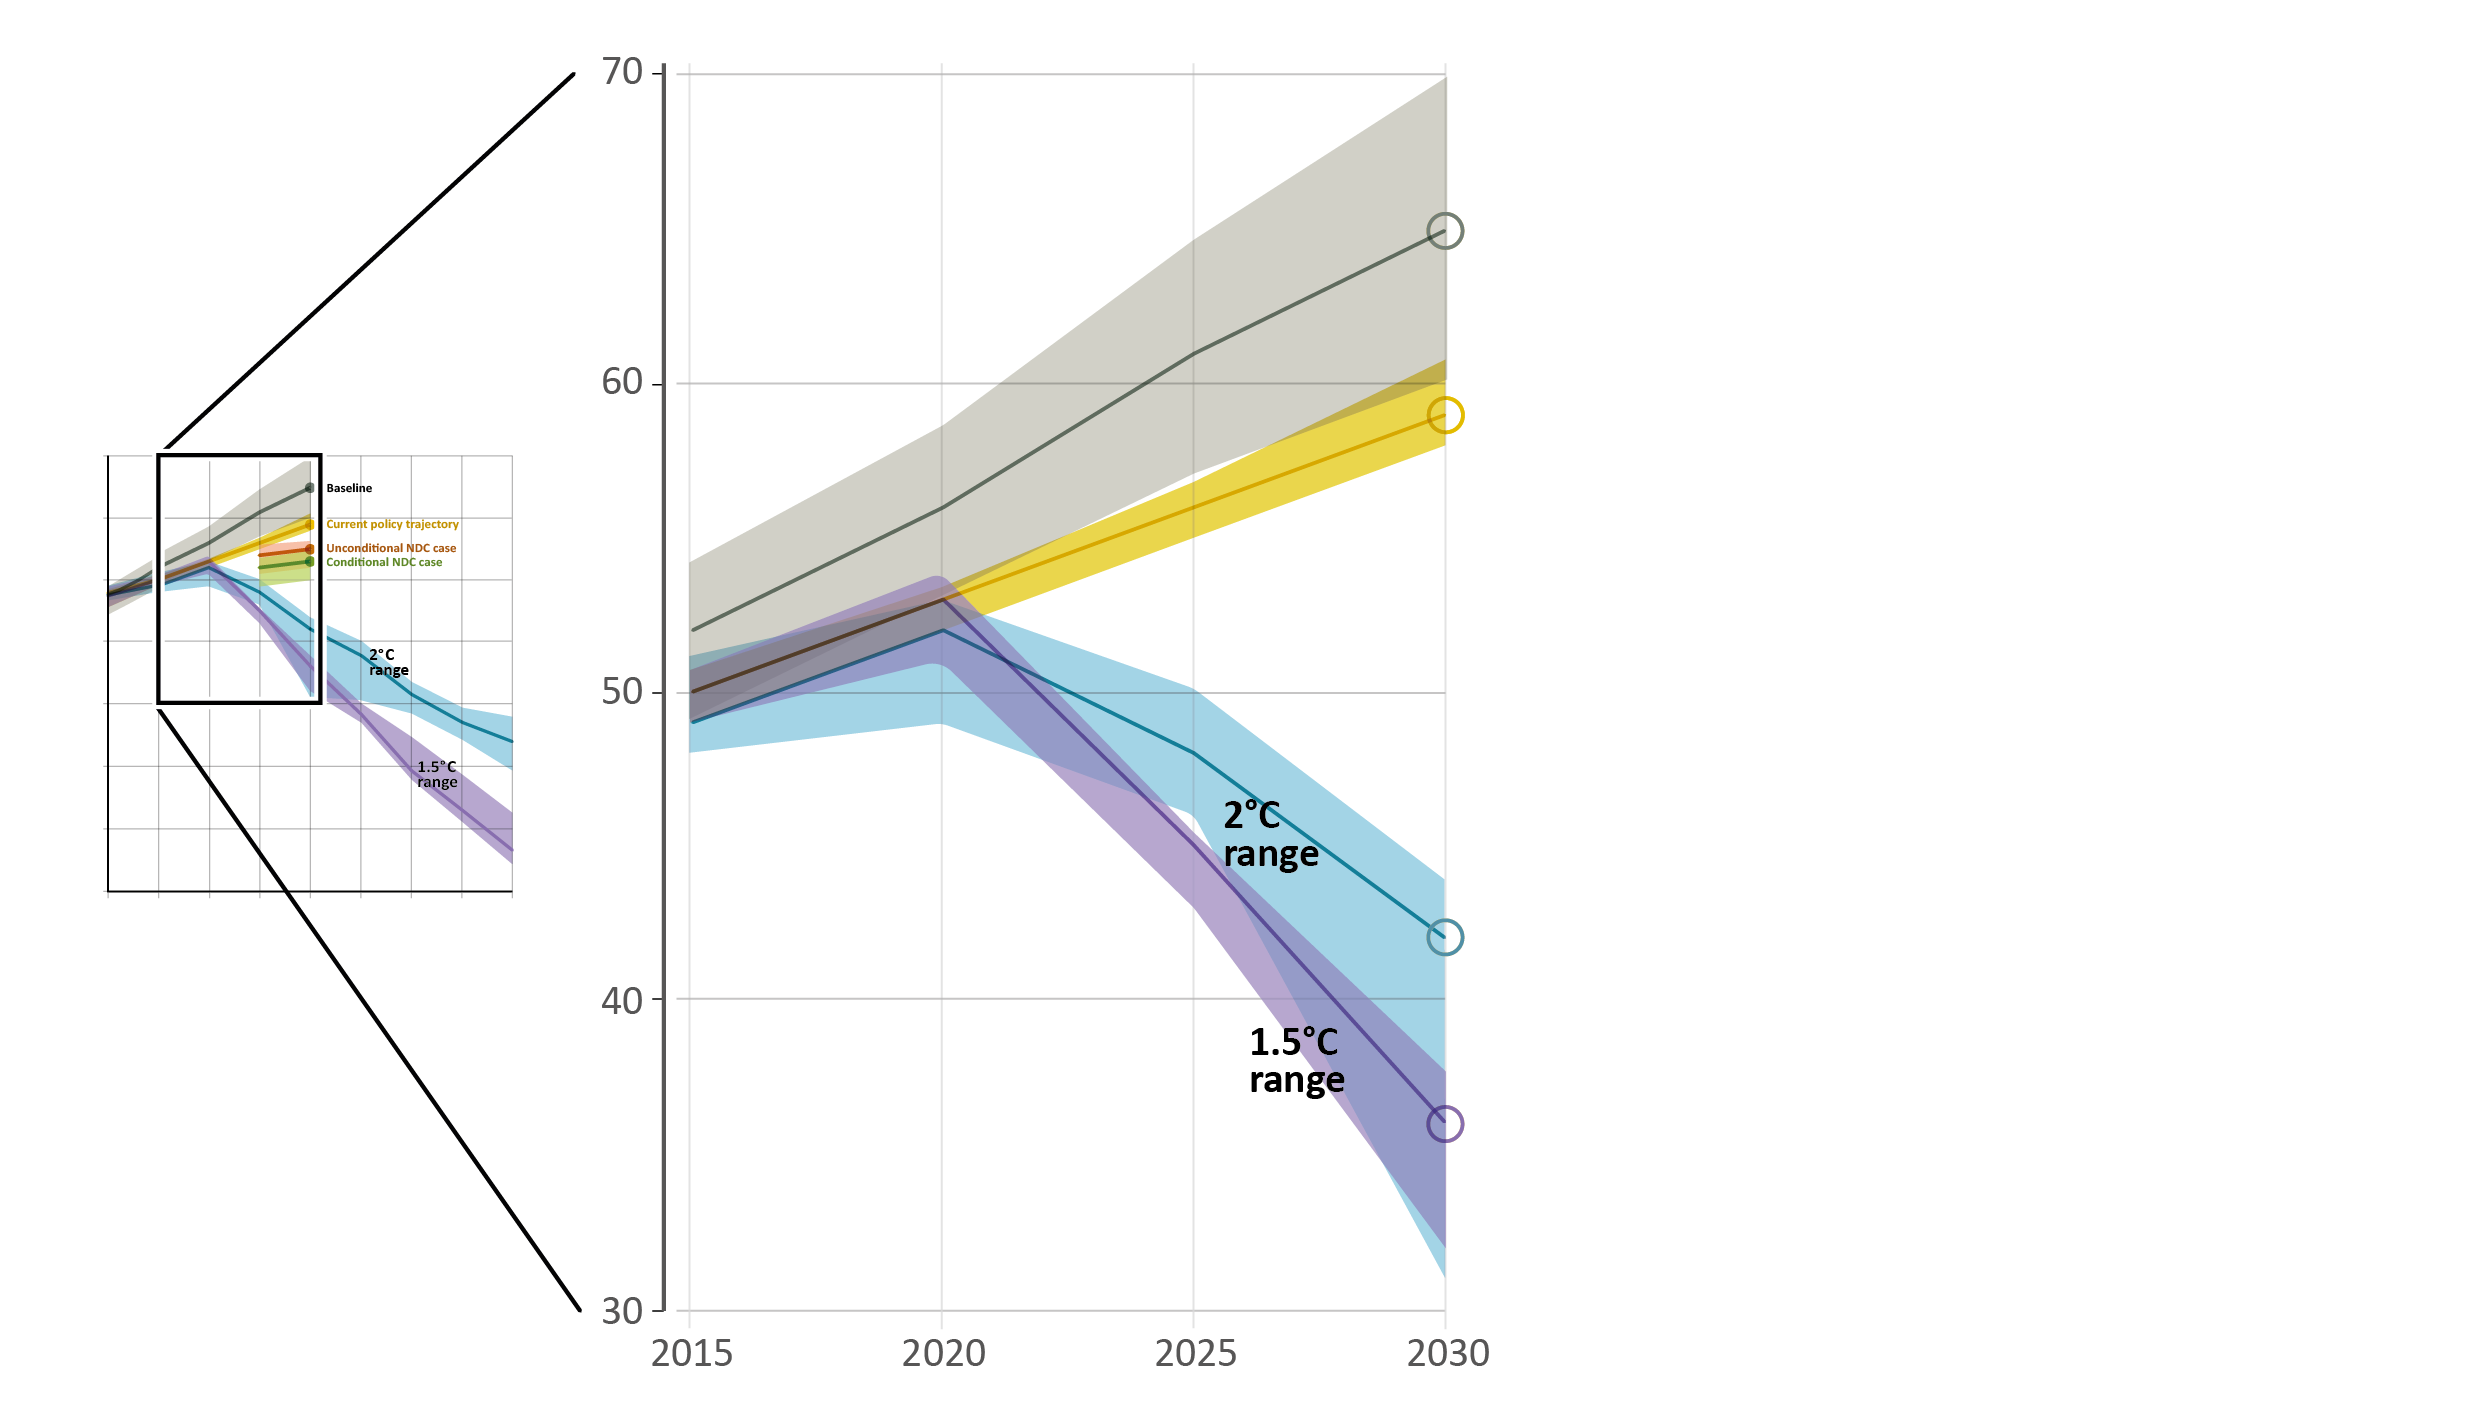 70
60
50
40
30
2015 2020 2025 2030
2°C
range
1.5°C
range
Baseline
Current policy trajectory
Unconditional NDC case
Conditional NDC case
2°C
range
1.5°C
range